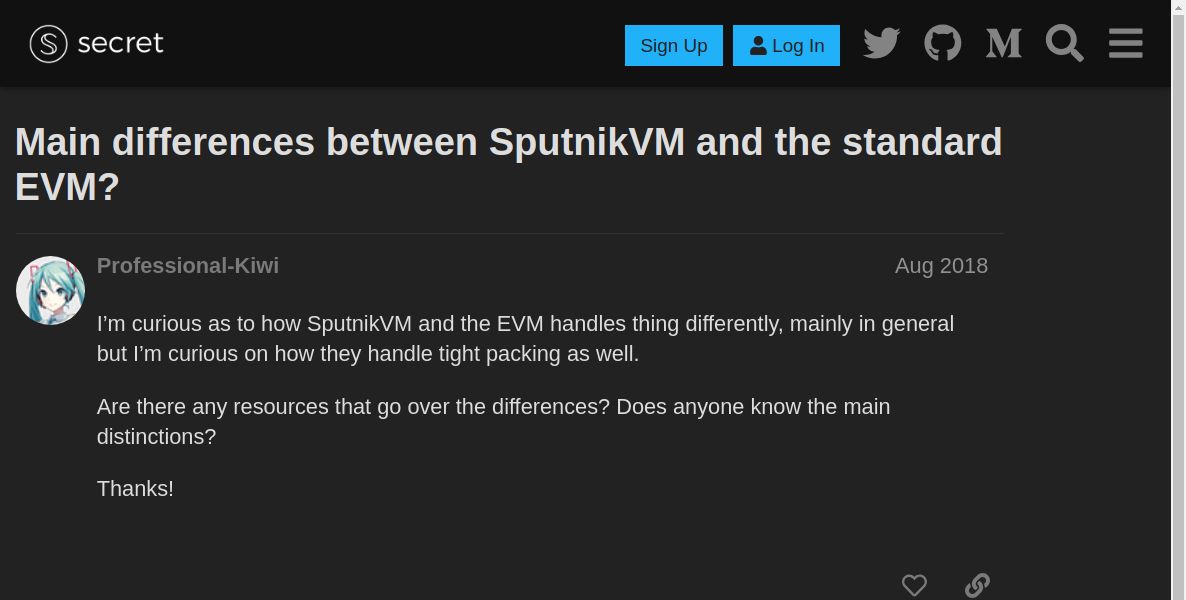 secret
Sign Up
Log In
Main differences between SputnikVM and the standard
EVM?
Professional-Kiwi
Aug 2018
I’m curious as to how SputnikVM and the EVM handles thing differently, mainly in general
but I’m curious on how they handle tight packing as well.
Are there any resources that go over the differences? Does anyone know the main
distinctions?
Thanks!